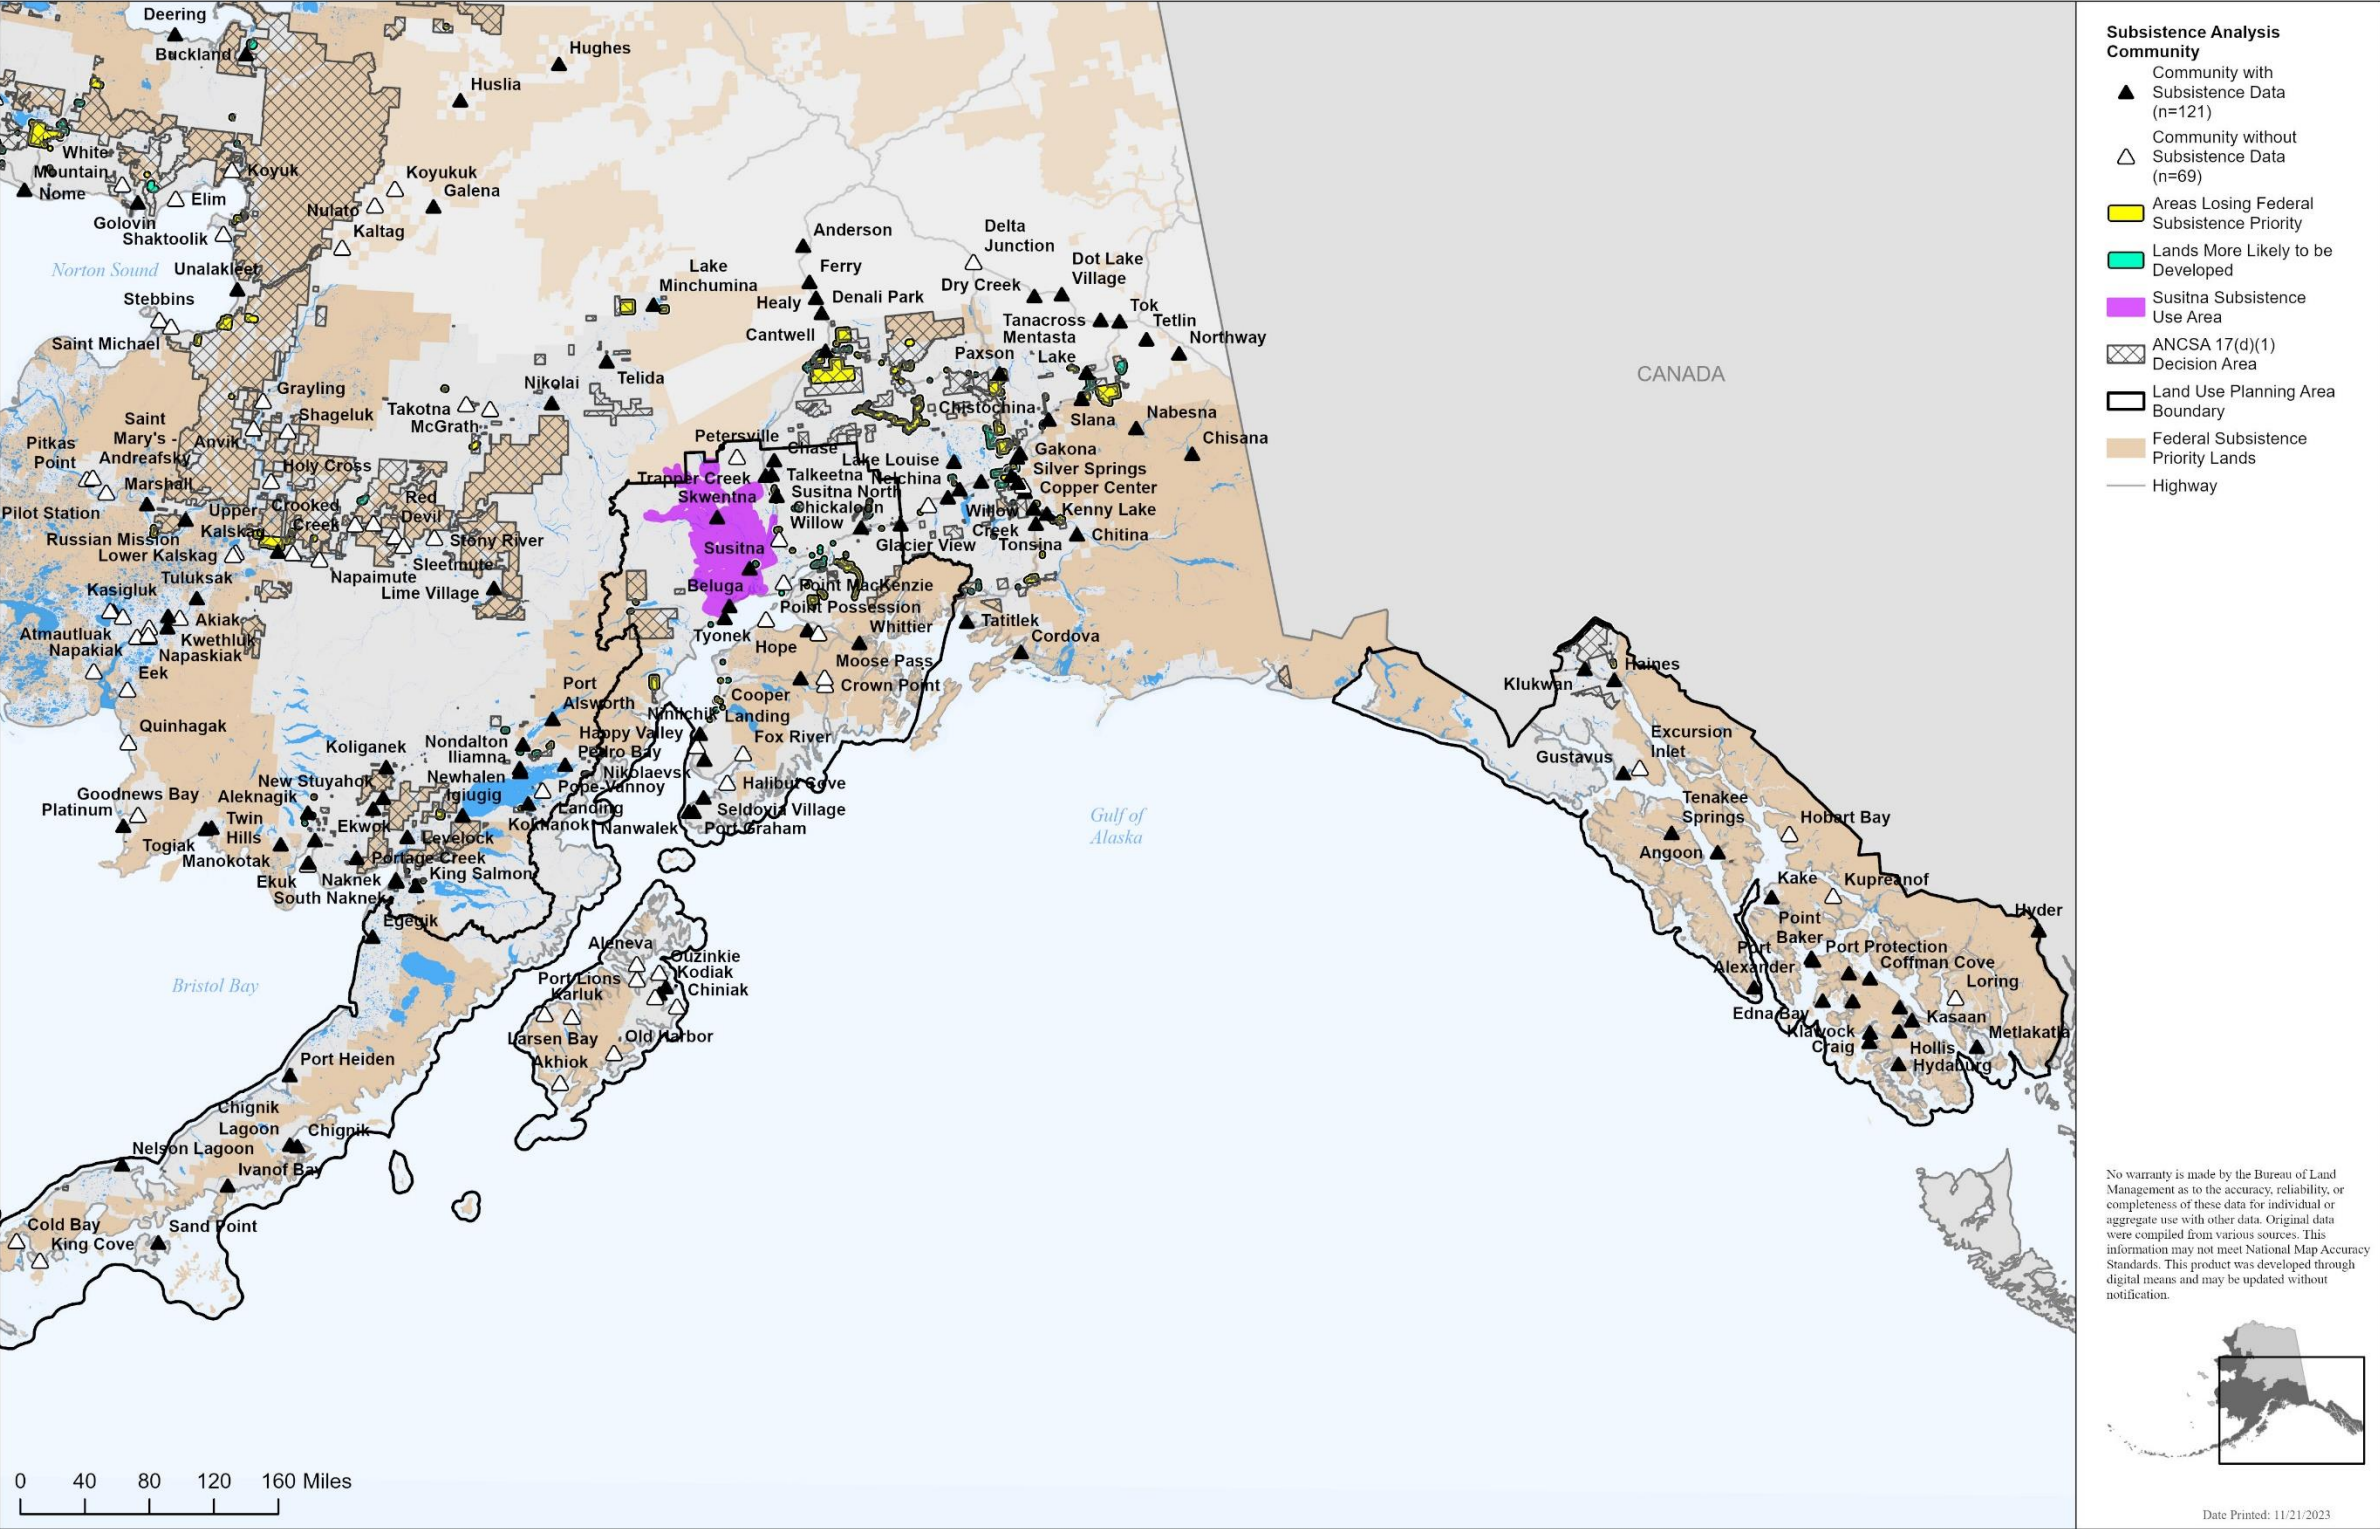 Deering
Buckland
Hughes
Huslia
White
Mountain
Nome
Koyuk
Koyukuk
Galena
Elim
Golovin
Shaktoolik
Nulato
Kaltag
Norton Sound
Unalakleet
Stebbins
Saint Michael
Anderson
Delta
Junction
Ferry
Lake
Minchumina
Healy
Denali Park
Dry Creek
Dot Lake
Village
Cantwell
Tok
Tanacross
Tetlin
Mentasta
Lake
Northway
Paxson
CANADA
Grayling
Shageluk
Nikolai
Telida
Takotna
McGrath
Saint
Mary's -
Andreafsky
Pitkas
Point
Anvik
Holy Cross
Marshall
Pilot Station
Chistochina
Slana
Nabesna
Chisana
Petersville
Chase
Lake Louise
Gakona
Trapper Creek
Talkeetna
Nelchina
Silver Springs
Skwentna
Susitna North
Copper Center
Chickaloon
Willow
Willow
Creek
Kenny Lake
Glacier View
Tonsina
Chitina
Upper
Kalskag
Crooked
Creek
Red
Devil
Stony River
Russian Mission
Lower Kalskag
Sleetmute
Napaimute
Lime Village
Susitna
Tuluksak
Kasigluk
Akiak
Atmautluak
Kwethluk
Napakiak
Napaskiak
Eek
Beluga
Point MacKenzie
Point Possession
Whittier
Tatitlek
Cordova
Tyonek
Hope
Moose Pass
Crown Point
Cooper
Landing
Port
Alsworth
Ninilchik
Quinhagak
Koliganek
Nondalton
Iliamna
Happy Valley
Pedro Bay
Fox River
New Stuyahok
Newhalen
Nikolaevsk
Goodnews Bay
Aleknagik
Igiugig
Pope-Vannoy
Landing
Halibut Cove
Platinum
Twin
Hills
Ekwok
Kokhanok
Nanwalek
Seldovia Village
Port Graham
Togiak
Levelock
Manokotak
Portage Creek
Ekuk
Naknek
King Salmon
South Naknek
Egegik
Gulf of
Alaska
Klukwan
Haines
Excursion
Inlet
Gustavus
Tenakee
Springs
Hobart Bay
Angoon
Kake
Kupreanof
Hyder
Point
Baker
Port
Alexander
Port Protection
Coffman Cove
Loring
Edna Bay
Kasaan
Klawock
Metlakatla
Craig
Hollis
Hydaburg
Aleneva
Ouzinkie
Kodiak
Port Lions
Chiniak
Karluk
Larsen Bay
Old Harbor
Akhiok
Bristol Bay
Port Heiden
Chignik
Lagoon
Chignik
Nelson Lagoon
Ivanof Bay
Cold Bay
Sand Point
King Cove
0 40 80 120 160 Miles
Subsistence Analysis
Community
Community with
Subsistence Data
(n=121)
Community without
Subsistence Data
(n=69)
Areas Losing Federal
Subsistence Priority
Lands More Likely to be
Developed
Susitna Subsistence
Use Area
ANCSA 17(d)(1)
Decision Area
Land Use Planning Area
Boundary
Federal Subsistence
Priority Lands
Highway
No warranty is made by the Bureau of Land
Management as to the accuracy, reliability, or
completeness of these data for individual or
aggregate use with other data. Original data
were compiled from various sources. This
information may not meet National Map Accuracy
Standards. This product was developed through
digital means and may be updated without
notification.
Date Printed: 11/21/2023